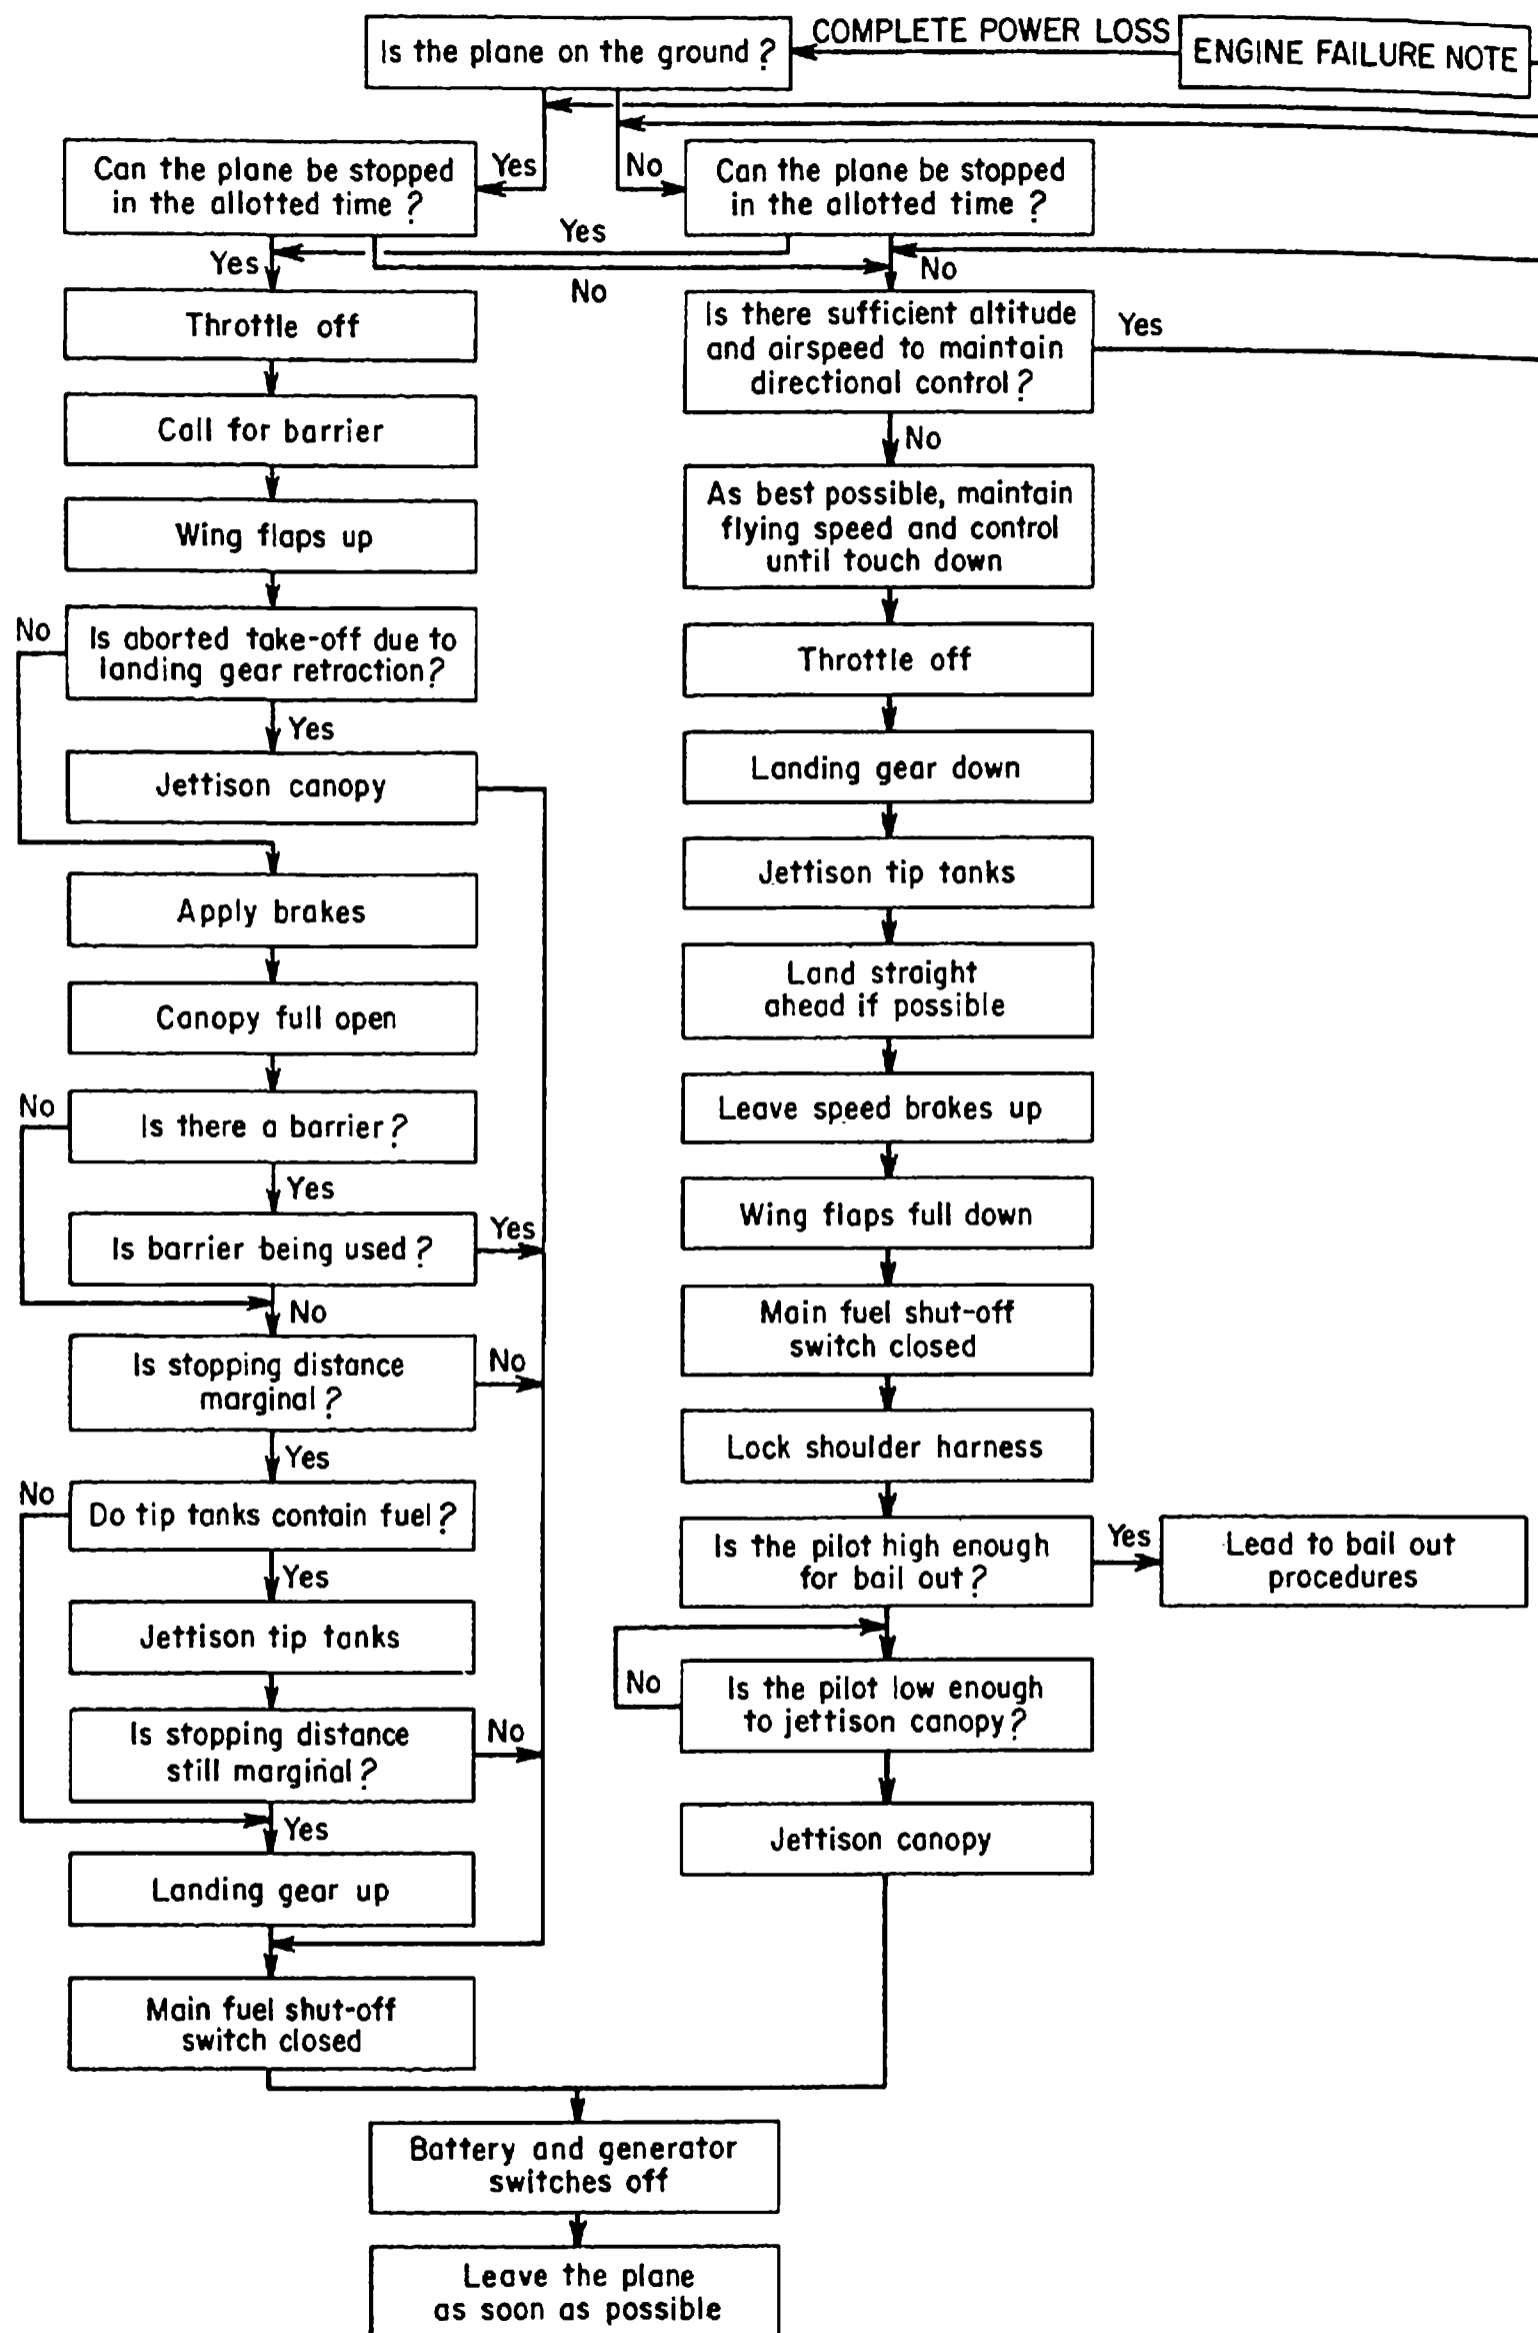 Is the plane on the ground?
COMPLETE POWER LOSS
ENGINE FAILURE NOTE
Can the plane be stopped
in the allotted time?
Yes
No
Can the plane be stopped
in the allotted time?
Yes
Yes
No
No
Throttle off
Call for barrier
Wing flaps up
No
Is aborted take-off due to
landing gear retraction?
Yes
Jettison canopy
Apply brakes
Canopy full open
No
Is there a barrier?
Yes
Is barrier being used?
Yes
No
Is stopping distance
marginal?
No
Yes
No
Do tip tanks contain fuel?
Yes
Jettison tip tanks
Is stopping distance
still marginal?
No
Yes
Landing gear up
Main fuel shut-off
switch closed
Is there sufficient altitude
and airspeed to maintain
directional control?
Yes
No
As best possible, maintain
flying speed and control
until touch down
Throttle off
Landing gear down
Jettison tip tanks
Land straight
ahead if possible
Leave speed brakes up
Wing flaps full down
Main fuel shut-off
switch closed
Lock shoulder harness
Is the pilot high enough
for bail out?
Yes
Lead to bail out
procedures
No
Is the pilot low enough
to jettison canopy?
Jettison canopy
Battery and generator
switches off
Leave the plane
as soon as possible